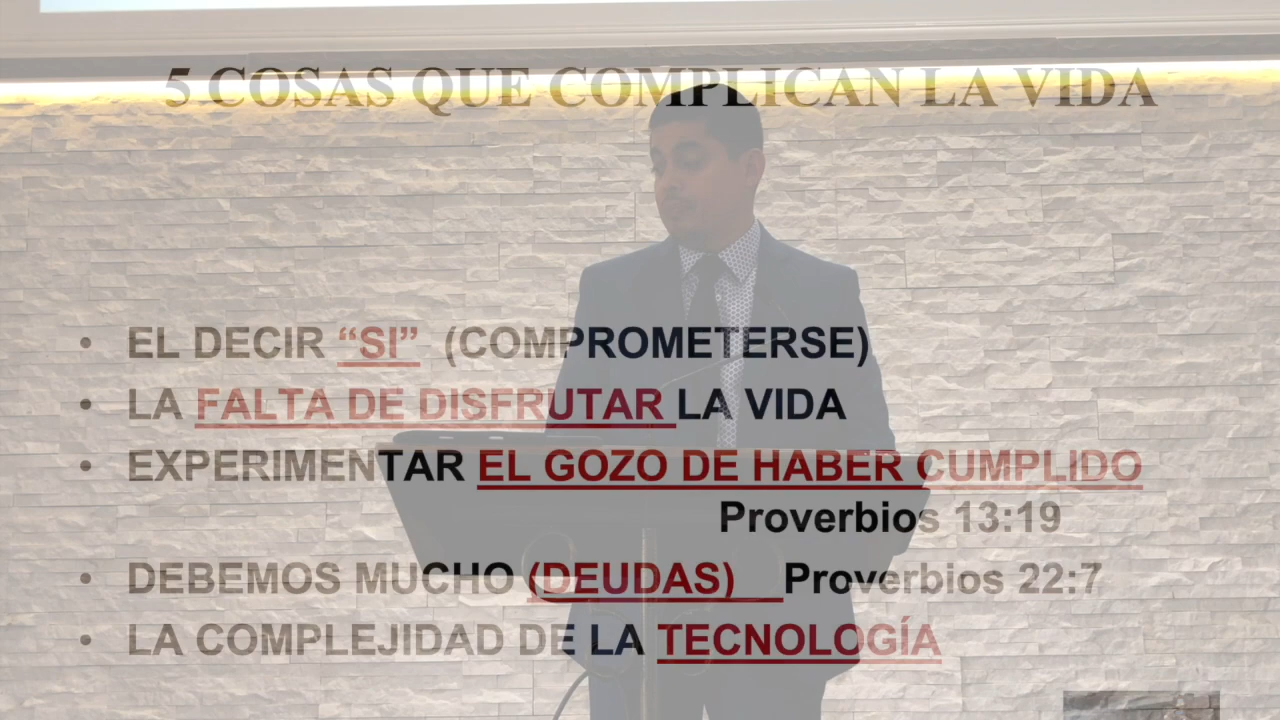 5 COSAS QUE COMPLICAN LA VIDA
• EL DECIR “SI” (COMPROMETERSE)
• LA FALTA DE DISFRUTAR LA VIDA
• EXPERIMENTAR EL GOZO DE HABER CUMPLIDO
Proverbios 13:19
• DEBEMOS MUCHO (DEUDAS) Proverbios 22:7
• LA COMPLEJIDAD DE LA TECNOLOGÍA